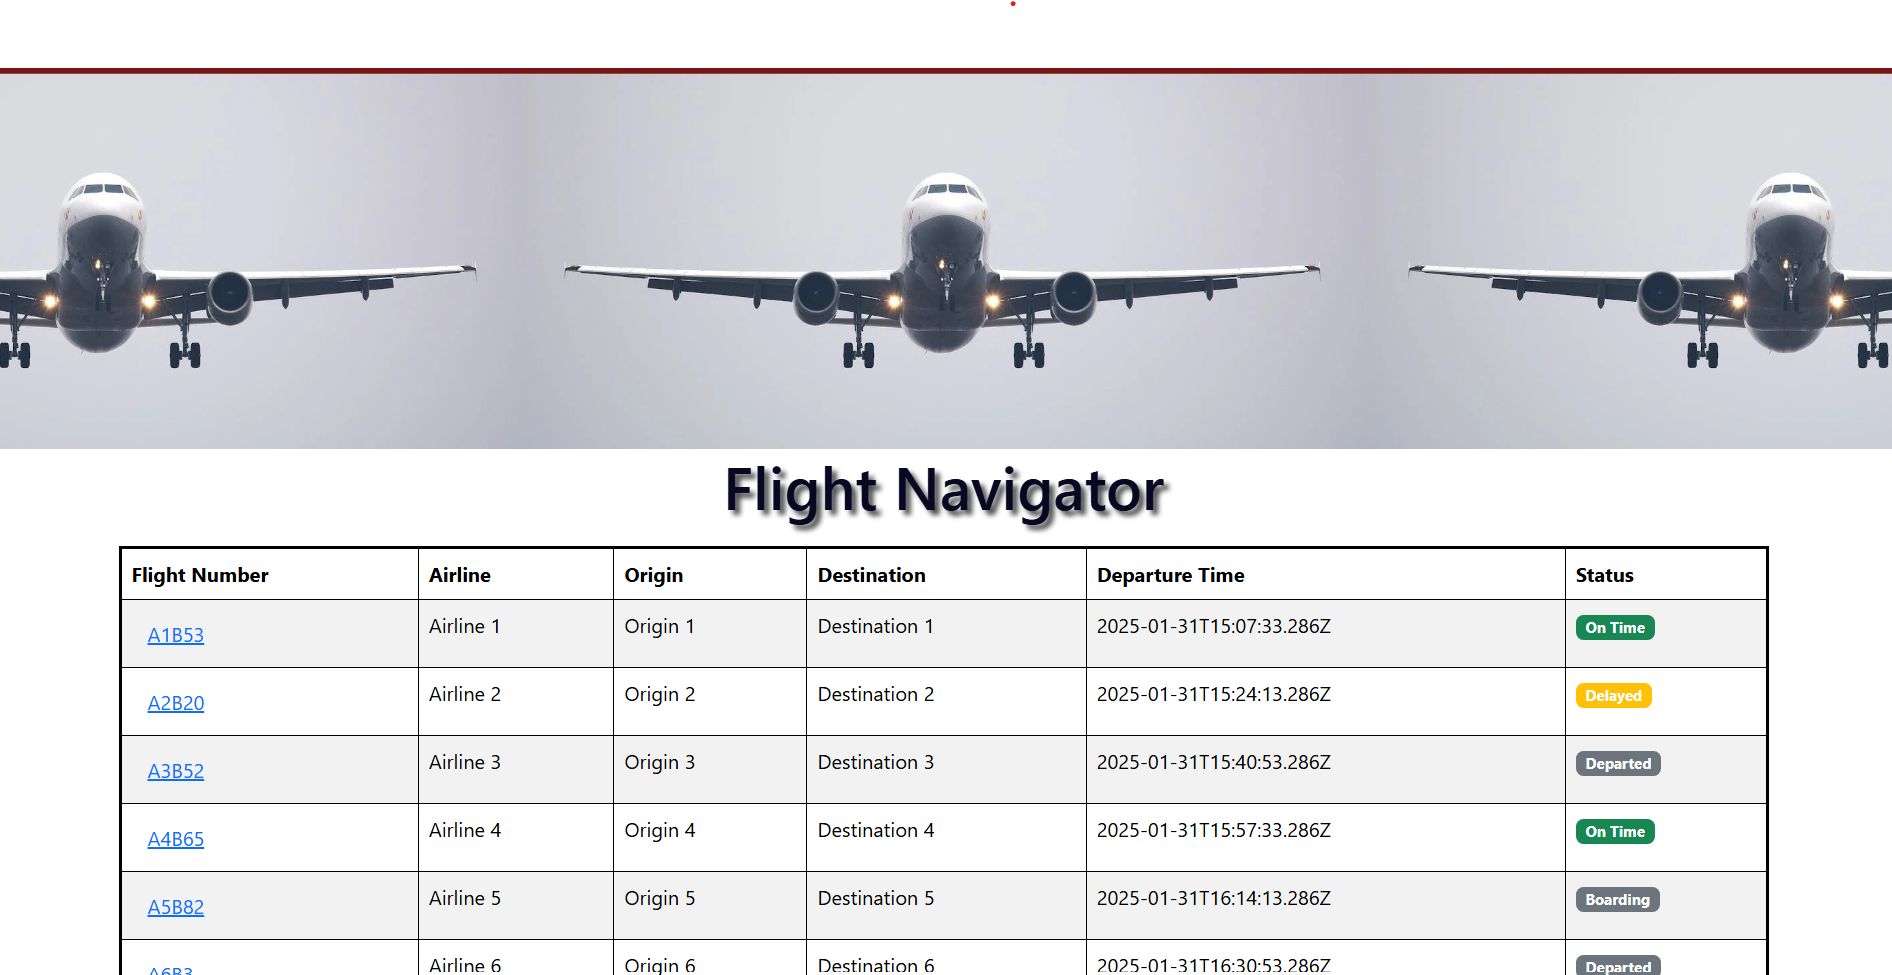 Flight Navigator
Flight Number Airline Origin Destination Departure Time Status
A1B53 Airline 1 Origin 1 Destination 1 2025-01-31T15:07:33.286Z On Time
A2B20 Airline 2 Origin 2 Destination 2 2025-01-31T15:24:13.286Z Delayed
A3B52 Airline 3 Origin 3 Destination 3 2025-01-31T15:40:53.286Z Departed
A4B65 Airline 4 Origin 4 Destination 4 2025-01-31T15:57:33.286Z On Time
A5B82 Airline 5 Origin 5 Destination 5 2025-01-31T16:14:13.286Z Boarding
A6B3 Airline 6 Origin 6 Destination 6 2025-01-31T16:30:53.286Z Departed